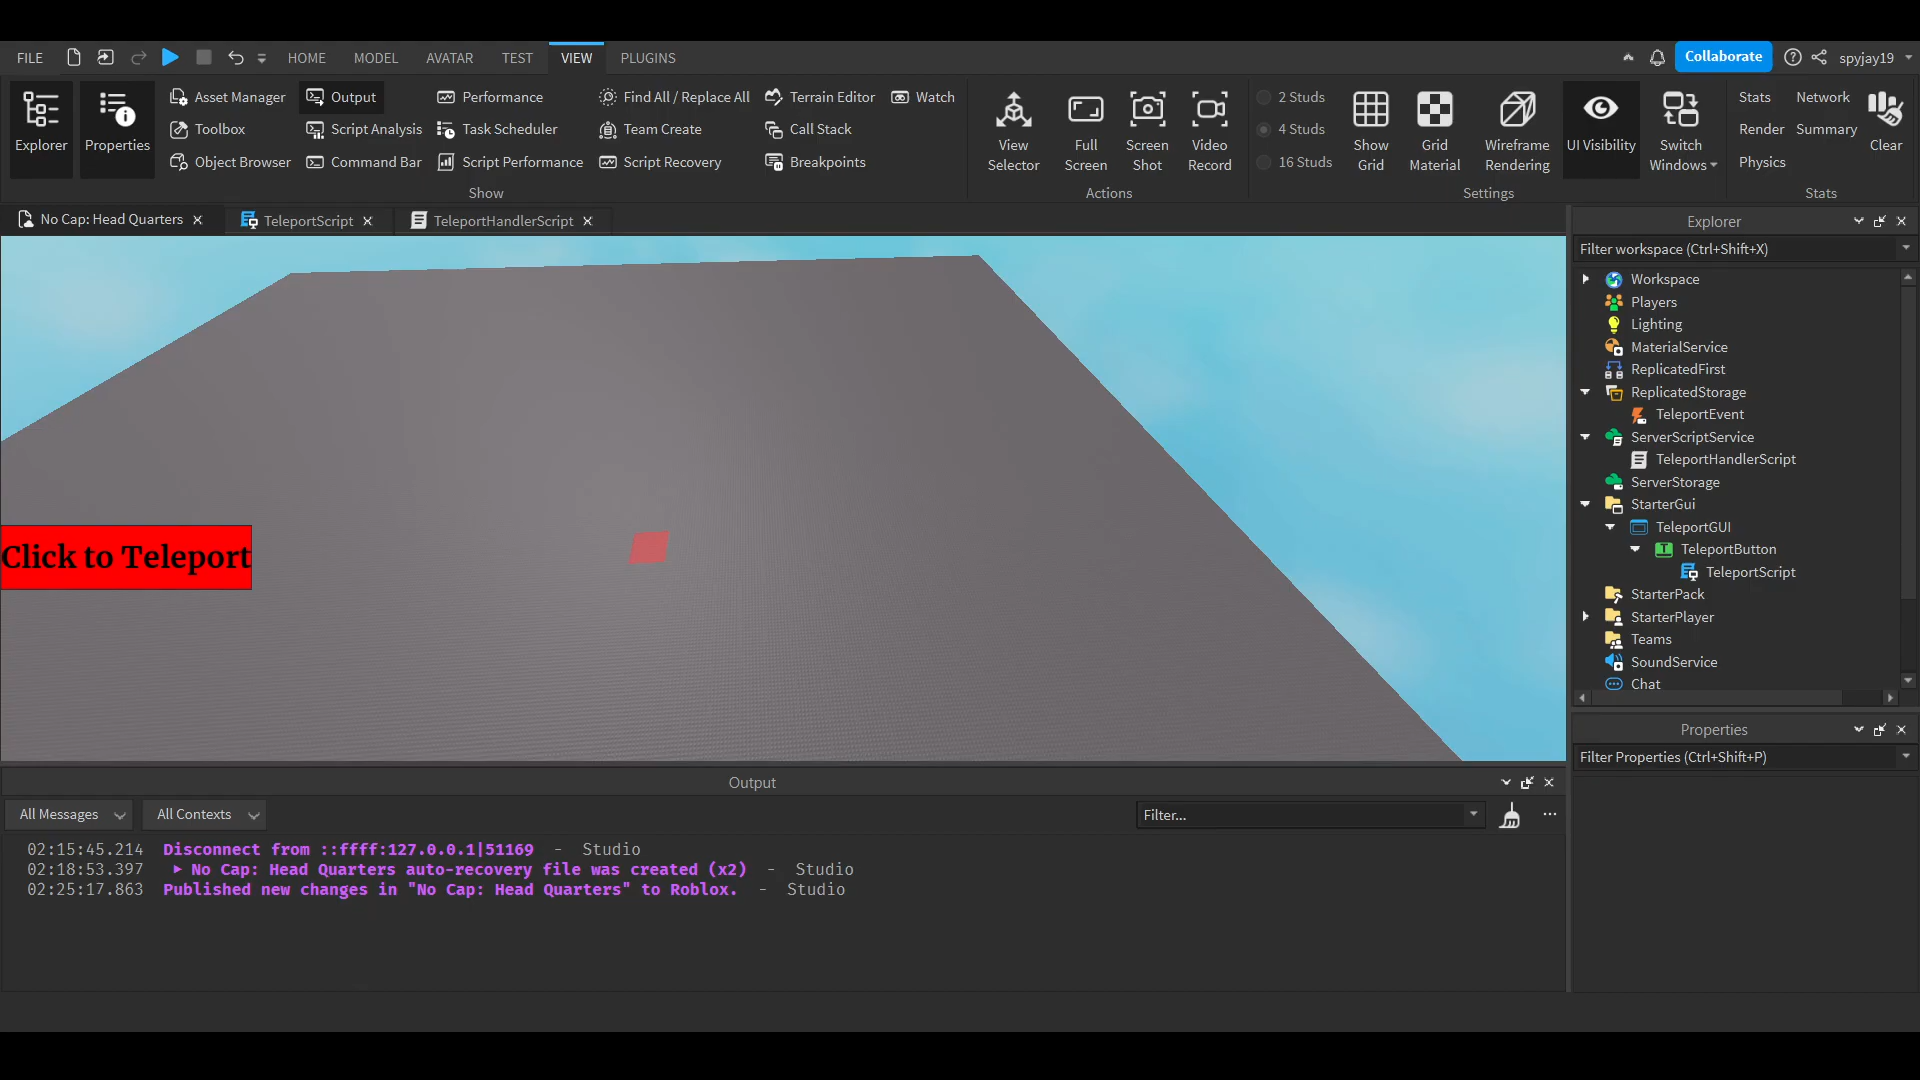 FILE HOME MODEL AVATAR TEST VIEW PLUGINS Collaborate spyjay19
Explorer Properties
Asset Manager Output Performance Find All / Replace All Terrain Editor Watch
Toolbox Script Analysis Task Scheduler Team Create Call Stack
Object Browser Command Bar Script Performance Script Recovery Breakpoints
Show
View Selector Full Screen Screen Shot Video Record
Actions
2 Studs
4 Studs
16 Studs
Show Grid Grid Material Wireframe Rendering UI Visibility Switch Windows
Settings
Stats Network
Render Summary
Physics
Clear
Stats
No Cap: Head Quarters TeleportScript TeleportHandlerScript
Click to Teleport
Explorer
Filter workspace (Ctrl+Shift+X)
Workspace
Players
Lighting
MaterialService
ReplicatedFirst
ReplicatedStorage
TeleportEvent
ServerScriptService
TeleportHandlerScript
ServerStorage
StarterGui
TeleportGUI
TeleportButton
TeleportScript
StarterPack
StarterPlayer
Teams
SoundService
Chat
Properties
Filter Properties (Ctrl+Shift+P)
Output
All Messages All Contexts Filter...
02:15:45.214 Disconnect from ::ffff:127.0.0.1|51169 - Studio
02:18:53.397 No Cap: Head Quarters auto-recovery file was created (x2) - Studio
02:25:17.863 Published new changes in "No Cap: Head Quarters" to Roblox. - Studio